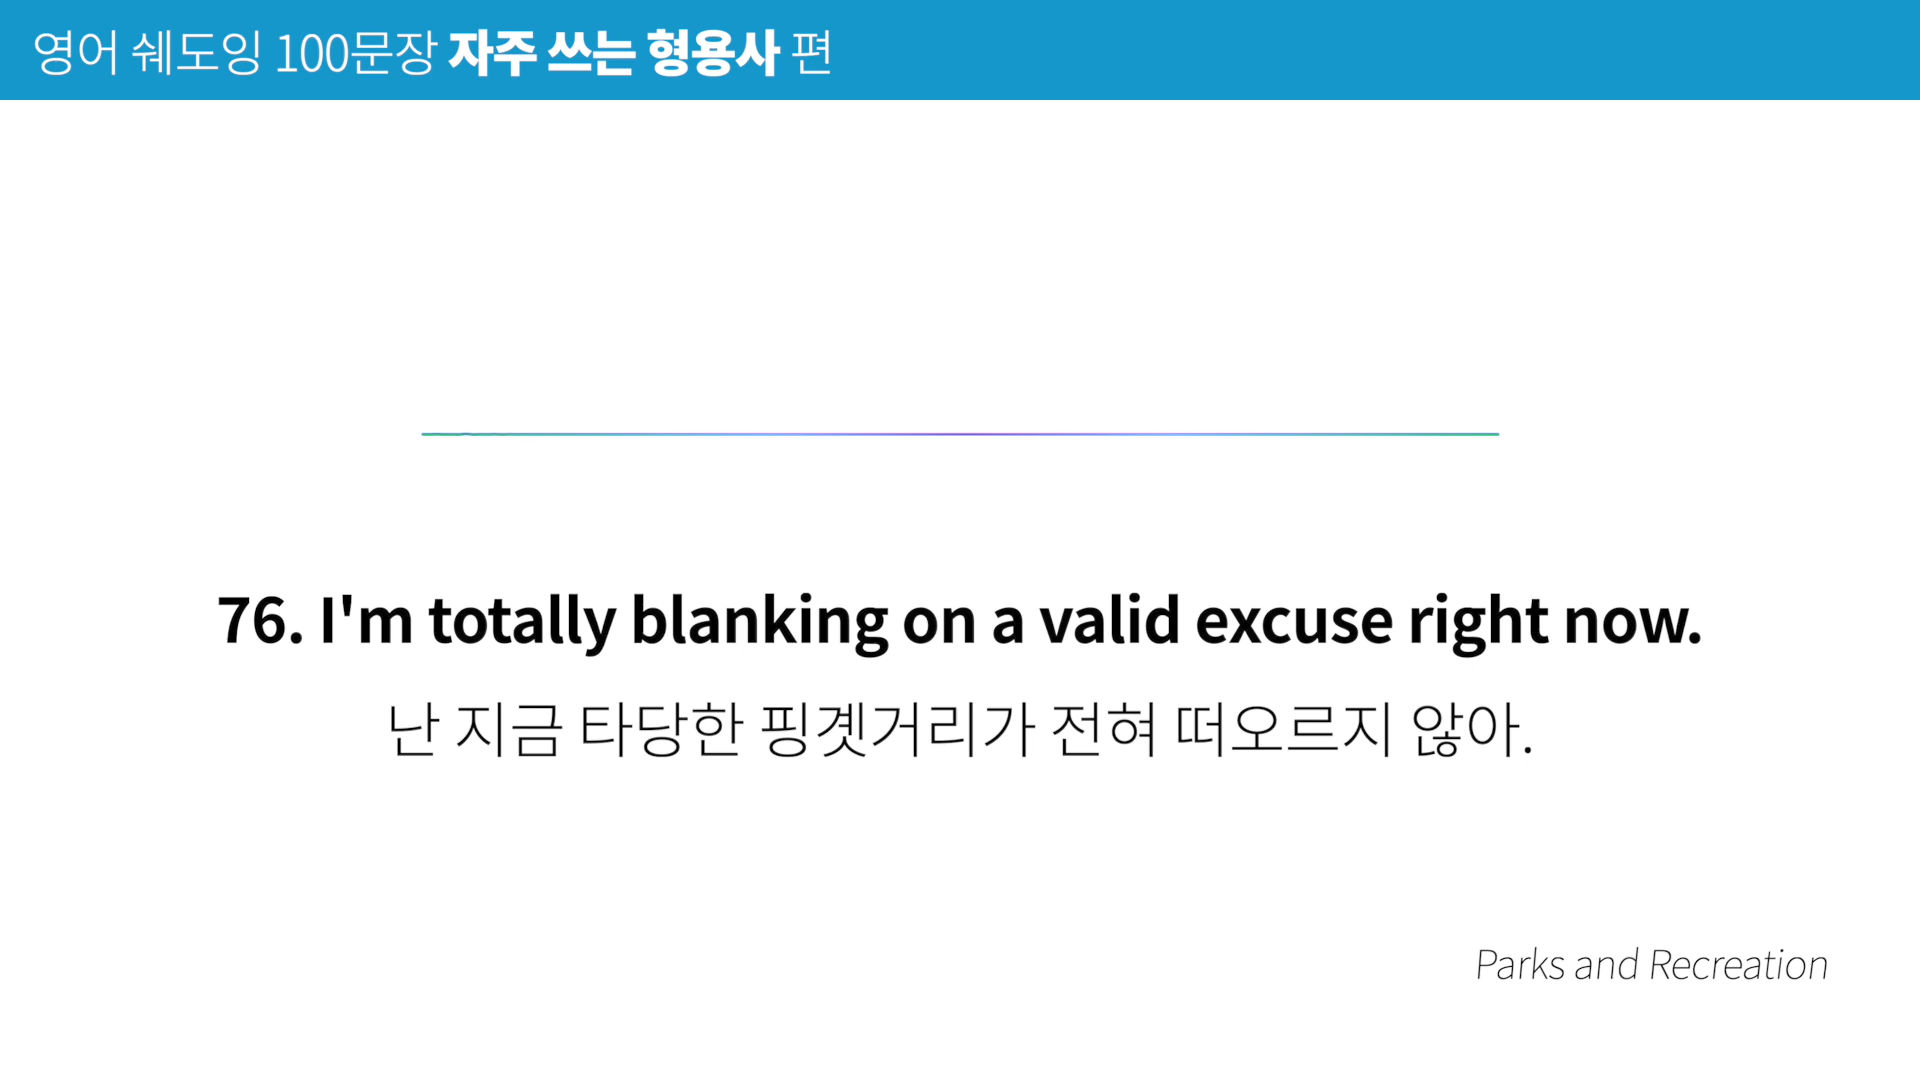 영어 쉐도잉 100문장 자주 쓰는 형용사 편
76. I'm totally blanking on a valid excuse right now.
난 지금 타당한 핑곗거리가 전혀 떠오르지 않아.
Parks and Recreation